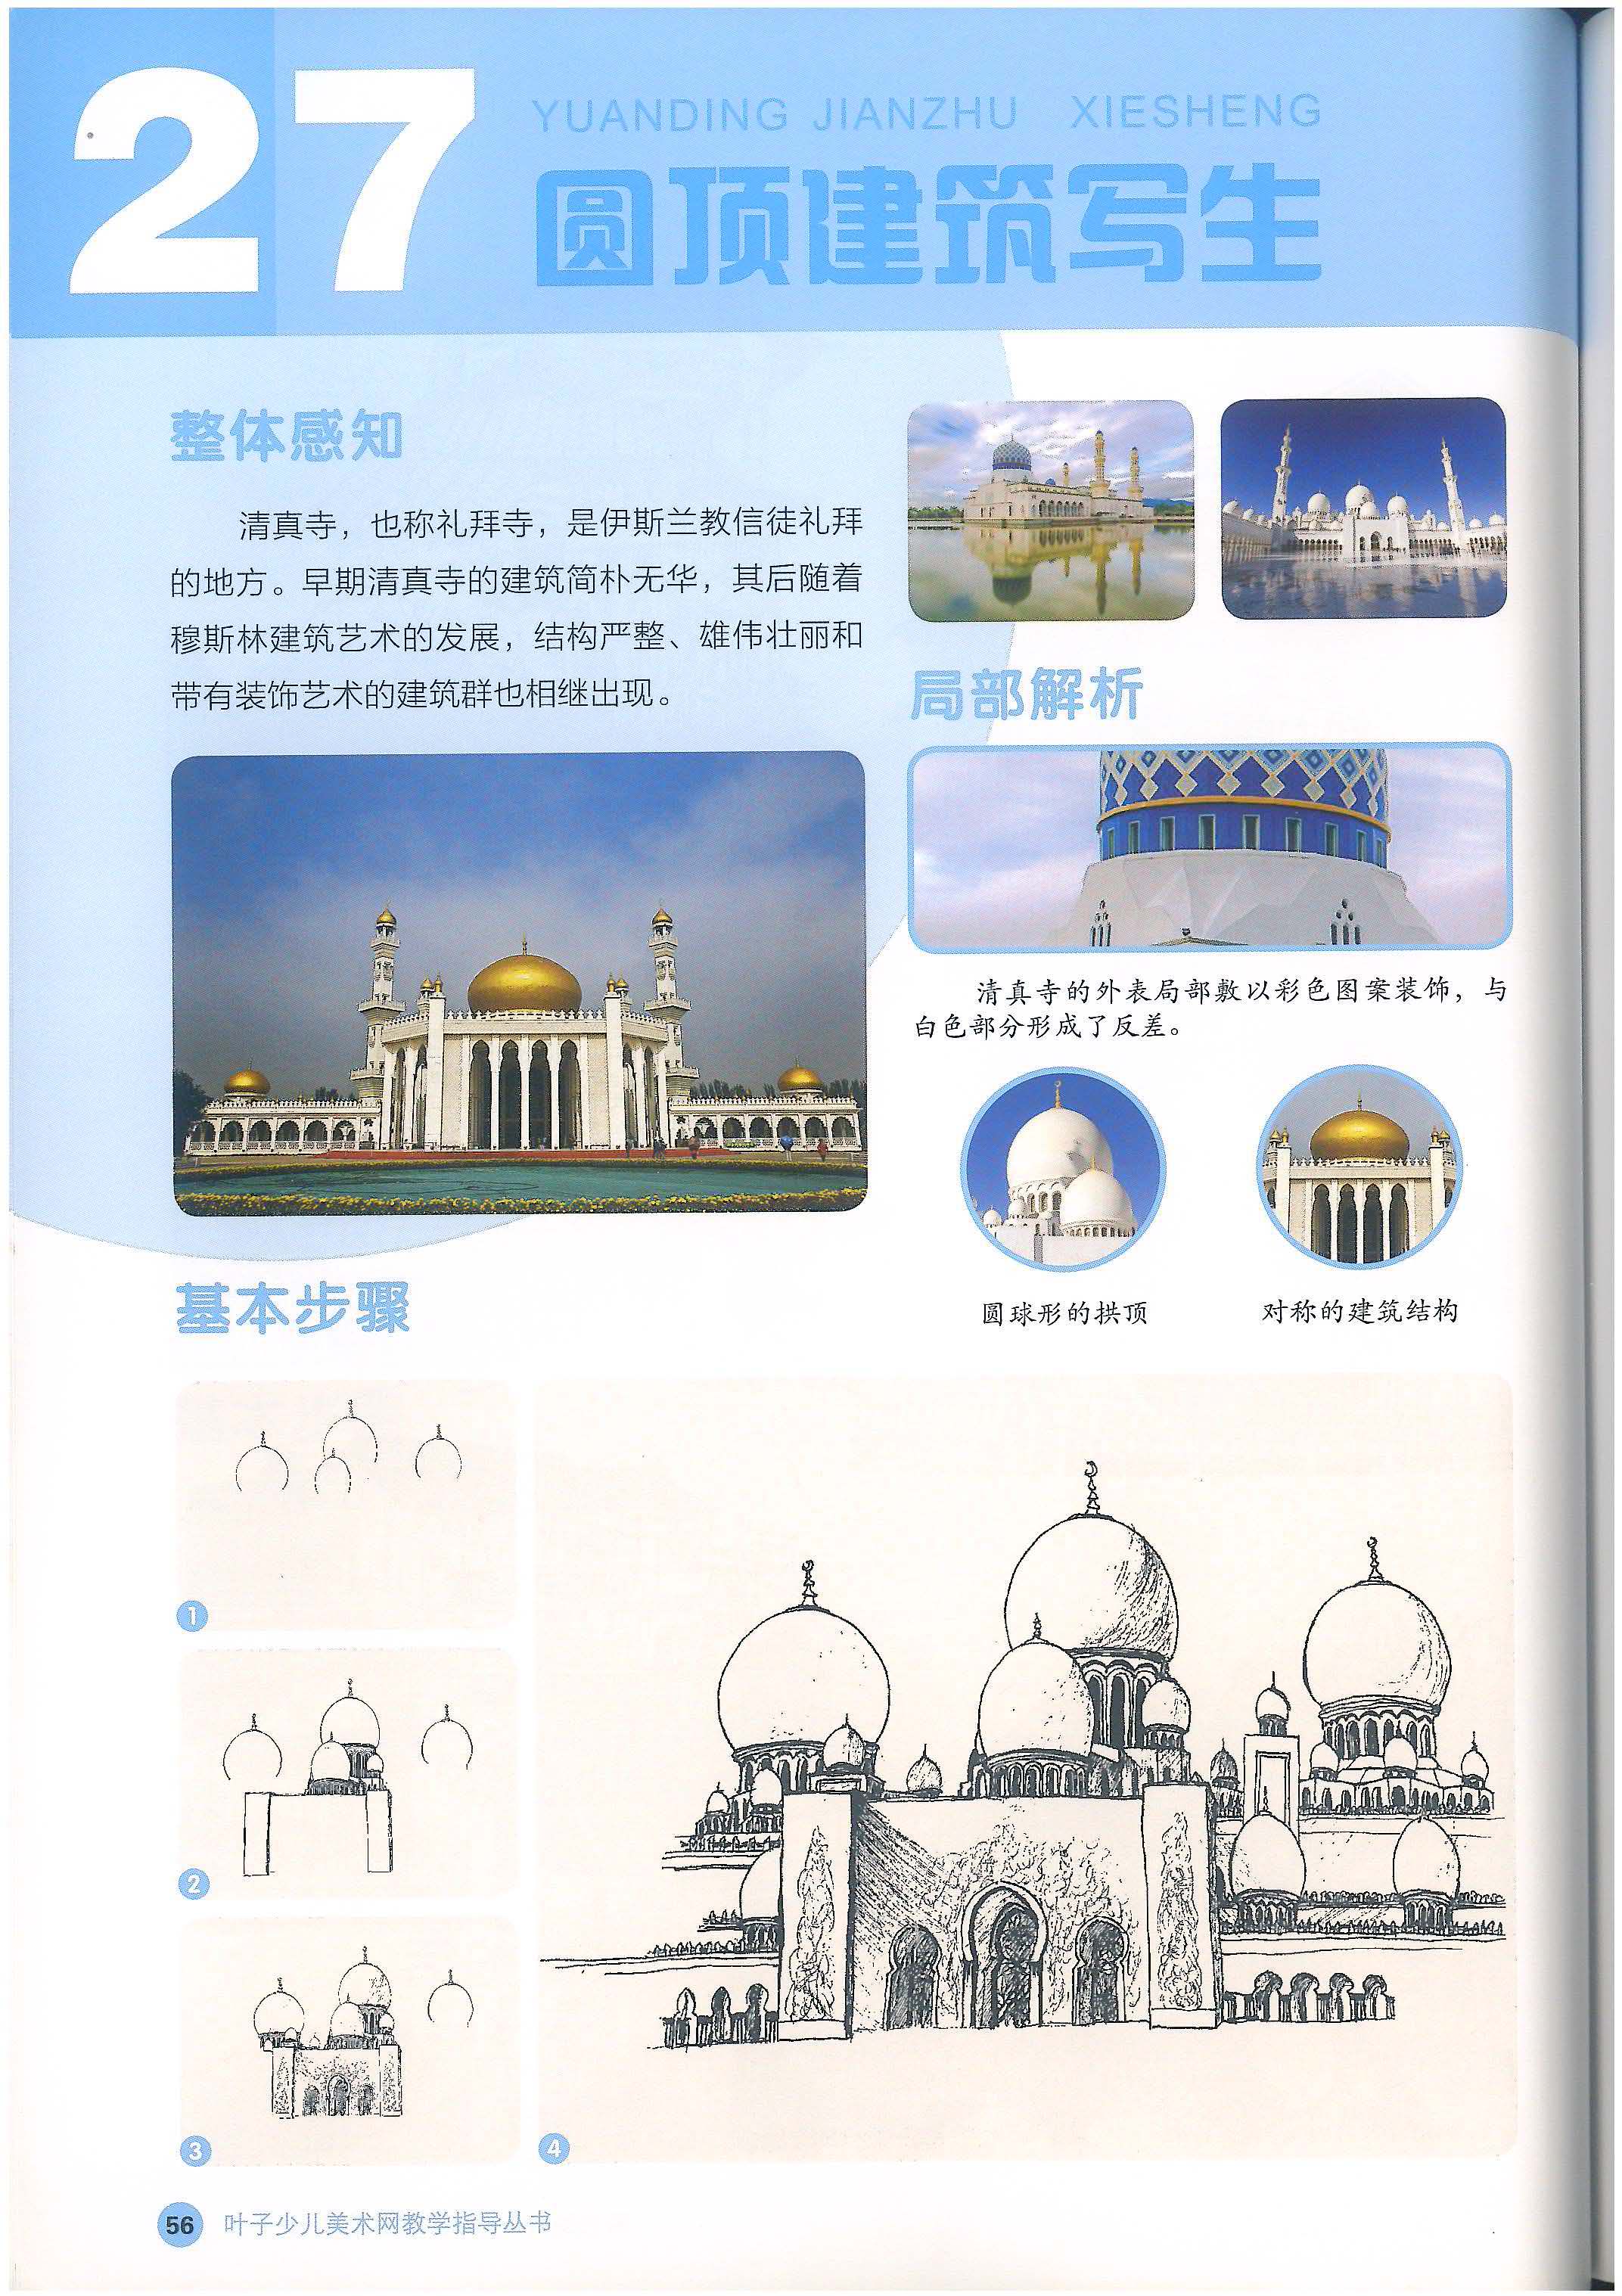 27
YUANDING JIANZHU XIESHENG
圆顶建筑写生
整体感知
清真寺，也称礼拜寺，是伊斯兰教信徒礼拜
的地方。早期清真寺的建筑简朴无华，其后随着
穆斯林建筑艺术的发展，结构严整、雄伟壮丽和
带有装饰艺术的建筑群也相继出现。
局部解析
清真寺的外表局部敷以彩色图案装饰，与
白色部分形成了反差。
圆球形的拱顶
对称的建筑结构
基本步骤
1
2
3
4
56 叶子少儿美术网教学指导丛书